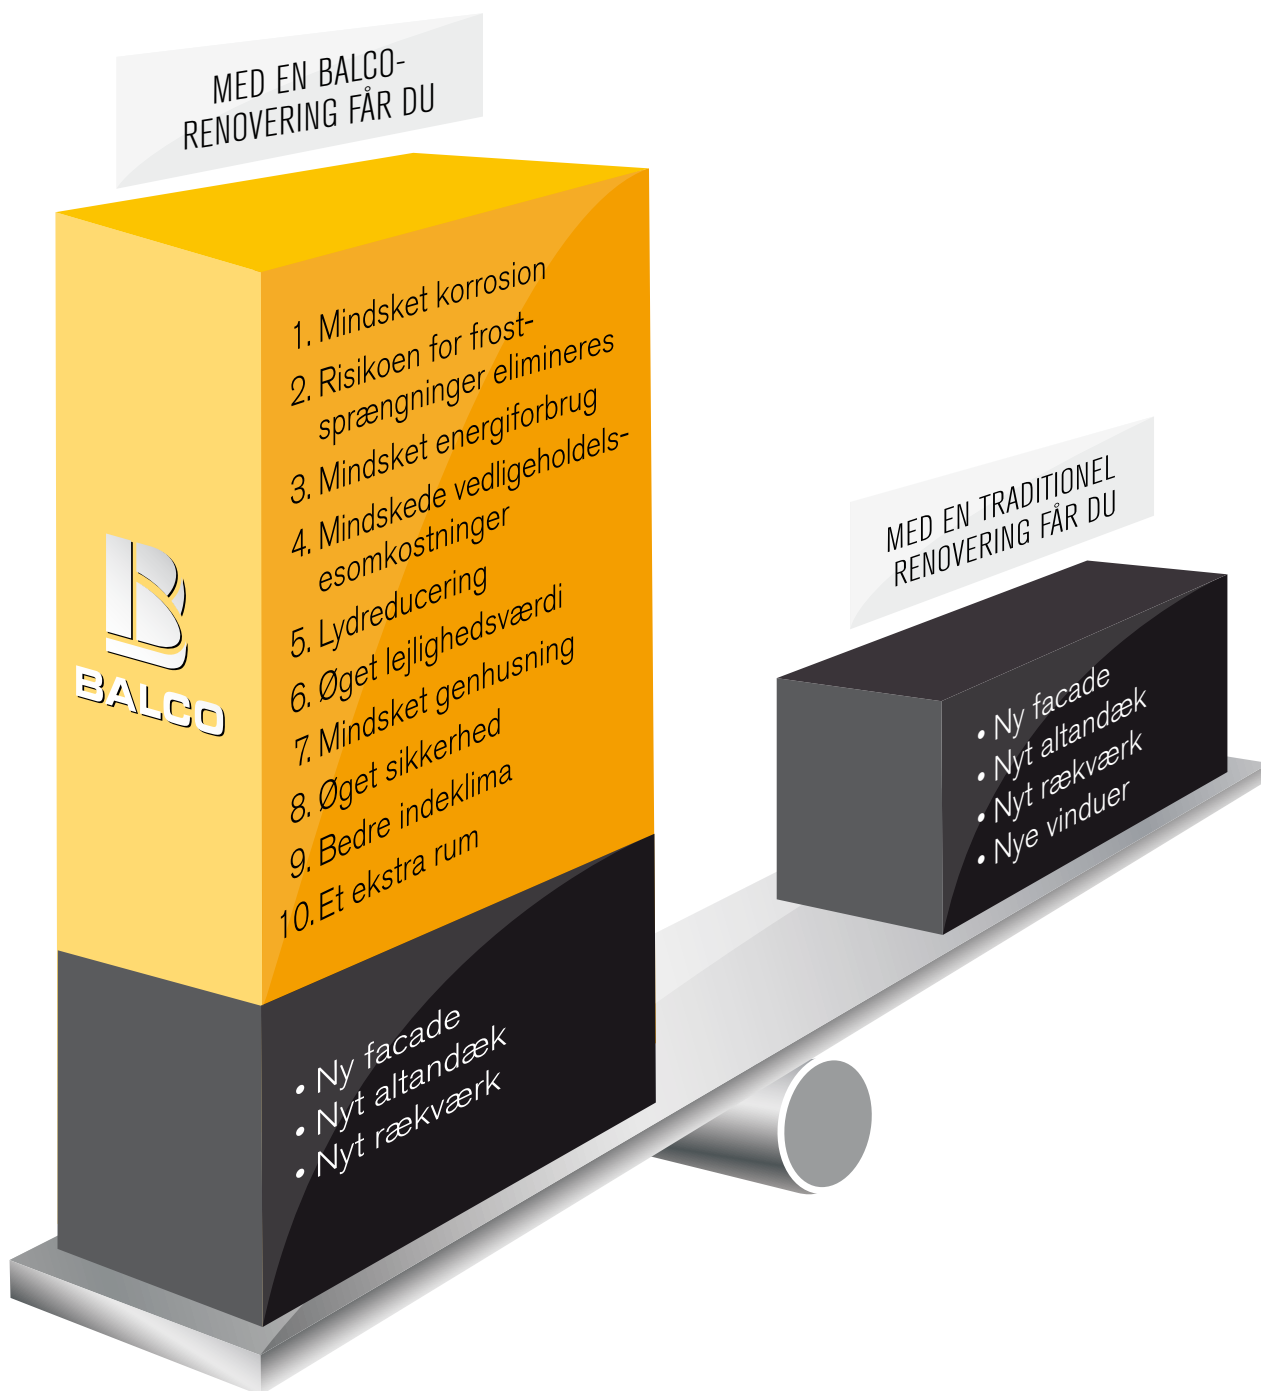 MED EN BALCO-
RENOVERING FÅR DU
1. Mindsket korrosion
2. Risikoen for frost-
sprængninger elimineres
3. Mindsket energiforbrug
4. Mindskede vedligeholdels-
esomkostninger
5. Lydreducering
6. Øget lejlighedsværdi
7. Mindsket genhusning
8. Øget sikkerhed
9. Bedre indeklima
10. Et ekstra rum
BALCO
• Ny facade
• Nyt altandæk
• Nyt rækværk
MED EN TRADITIONEL
RENOVERING FÅR DU
• Ny facade
• Nyt altandæk
• Nyt rækværk
• Nye vinduer